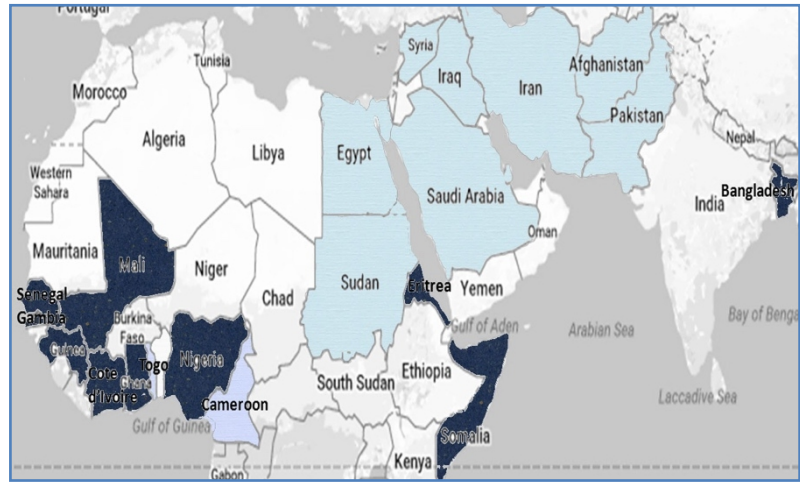 Portugal
Syria
Tunisia
Afghanistan
Iraq
Iran
Morocco
Pakistan
Algeria
Nepal
Libya
Egypt
Western
Sahara
Bangladesh
Saudi Arabia
India
Oman
Mauritania
Mali
Niger
Sudan
Eritrea
Yemen
Senegal
Chad
Gambia
Burkina
Faso
Bay of Benga
Gulf of Aden
Arabian Sea
Guinea
Togo
Nigeria
Cote
d'Ivoire
Ghana
Ethiopia
South Sudan
Laccadive Sea
Cameroon
Gulf of Guinea
Somalia
Kenya
Gabon